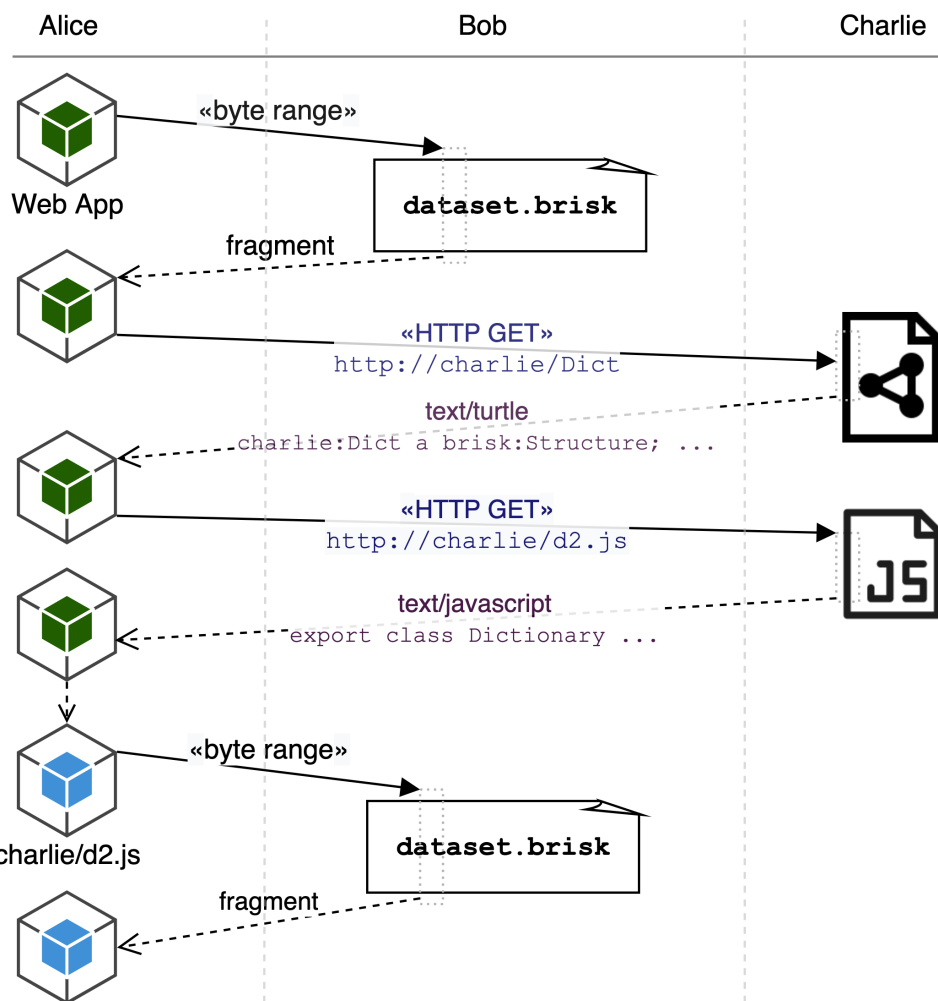 Alice Bob Charlie
«byte range»
dataset.brisk
Web App
fragment
«HTTP GET»
http://charlie/Dict
text/turtle
charlie:Dict a brisk:Structure; ...
«HTTP GET»
http://charlie/d2.js
JS
text/javascript
export class Dictionary ...
«byte range»
dataset.brisk
charlie/d2.js
fragment